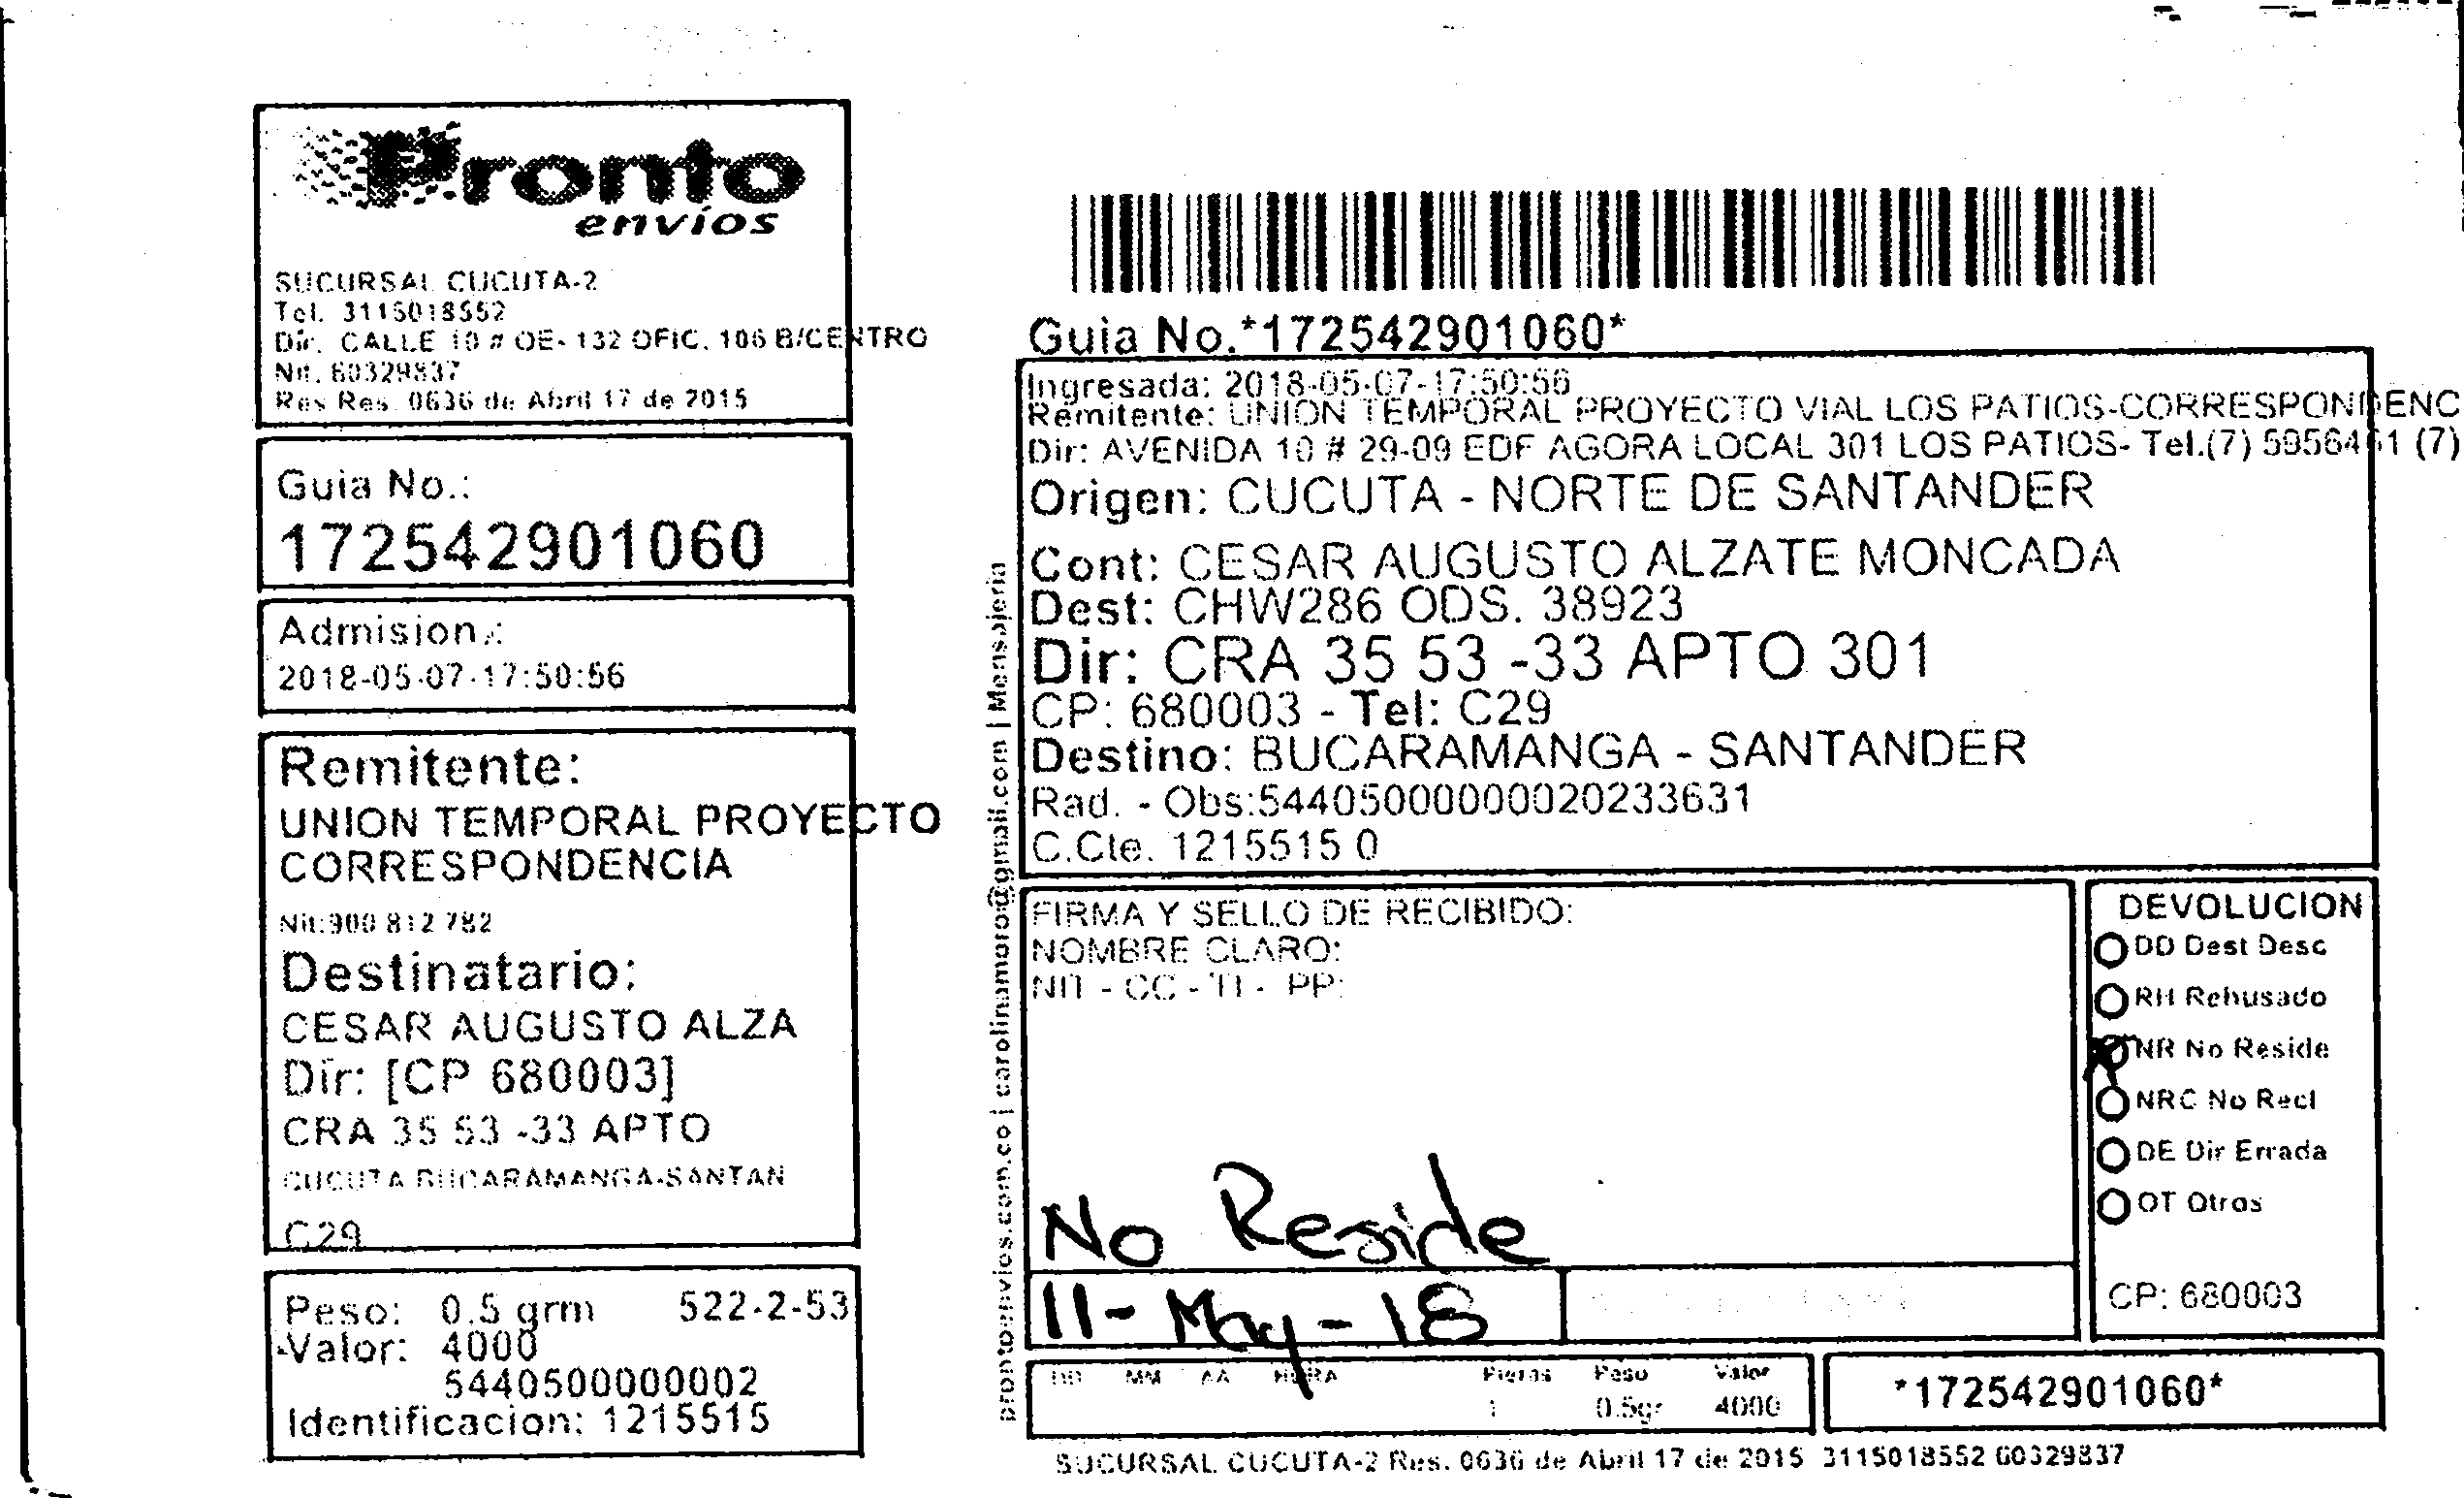 Pronto
envíos
SUCURSAL CUCUTA-2
Tel. 3115018552
Dir. CALLE 10 # OE- 132 OFIC. 106 B/CENTRO
Nit. 60329837
Res Res. 0636 de Abril 17 de 2015
Guia No.:
172542901060
Admision.:
2018-05-07-17:50:56
Remitente:
UNION TEMPORAL PROYECTO
CORRESPONDENCIA
Nit:900 812 782
Destinatario:
CESAR AUGUSTO ALZA
Dir: [CP 680003]
CRA 35 53 -33 APTO
CUCUTA BUCARAMANGA-SANTAN
C29
Peso: 0.5 grm 522-2-53
Valor: 4000
5440500000002
Identificacion: 1215515
prontoenvios.com.co | carolinamoro@gmail.com | Mensajeria
Guia No.*172542901060*
Ingresada: 2018-05-07-17:50:56
Remitente: UNION TEMPORAL PROYECTO VIAL LOS PATIOS-CORRESPONDENC
Dir: AVENIDA 10 # 29-09 EDF AGORA LOCAL 301 LOS PATIOS- Tel.(7) 5956461 (7)
Origen: CUCUTA - NORTE DE SANTANDER
Cont: CESAR AUGUSTO ALZATE MONCADA
Dest: CHW286 ODS. 38923
Dir: CRA 35 53 -33 APTO 301
CP: 680003 - Tel: C29
Destino: BUCARAMANGA - SANTANDER
Rad. - Obs:544050000000020233631
C.Cte. 1215515 0
FIRMA Y SELLO DE RECIBIDO:
NOMBRE CLARO:
NIT - CC - TI - PP:
No Reside
11-May-18
DD MM AA HORA Piezas Peso Valor
1 0.5gr 4000
DEVOLUCION
DD Dest Desc
RH Rehusado
NR No Reside
NRC No Recl
DE Dir Errada
OT Otros
CP: 680003
*172542901060*
SUCURSAL CUCUTA-2 Res. 0636 de Abril 17 de 2015 3115018552 60329837